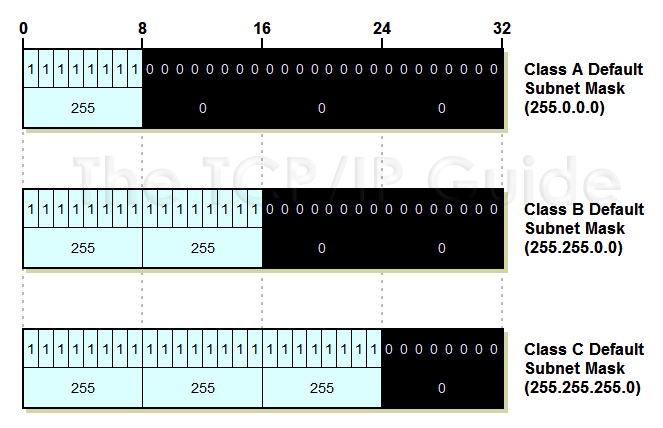 0 8 16 24 32
1 1 1 1 1 1 1 1 0 0 0 0 0 0 0 0 0 0 0 0 0 0 0 0 0 0 0 0 0 0 0 0
255 0 0 0
Class A Default
Subnet Mask
(255.0.0.0)
The TCP/IP Guide
1 1 1 1 1 1 1 1 1 1 1 1 1 1 1 1 0 0 0 0 0 0 0 0 0 0 0 0 0 0 0 0
255 255 0 0
Class B Default
Subnet Mask
(255.255.0.0)
1 1 1 1 1 1 1 1 1 1 1 1 1 1 1 1 1 1 1 1 1 1 1 1 0 0 0 0 0 0 0 0
255 255 255 0
Class C Default
Subnet Mask
(255.255.255.0)